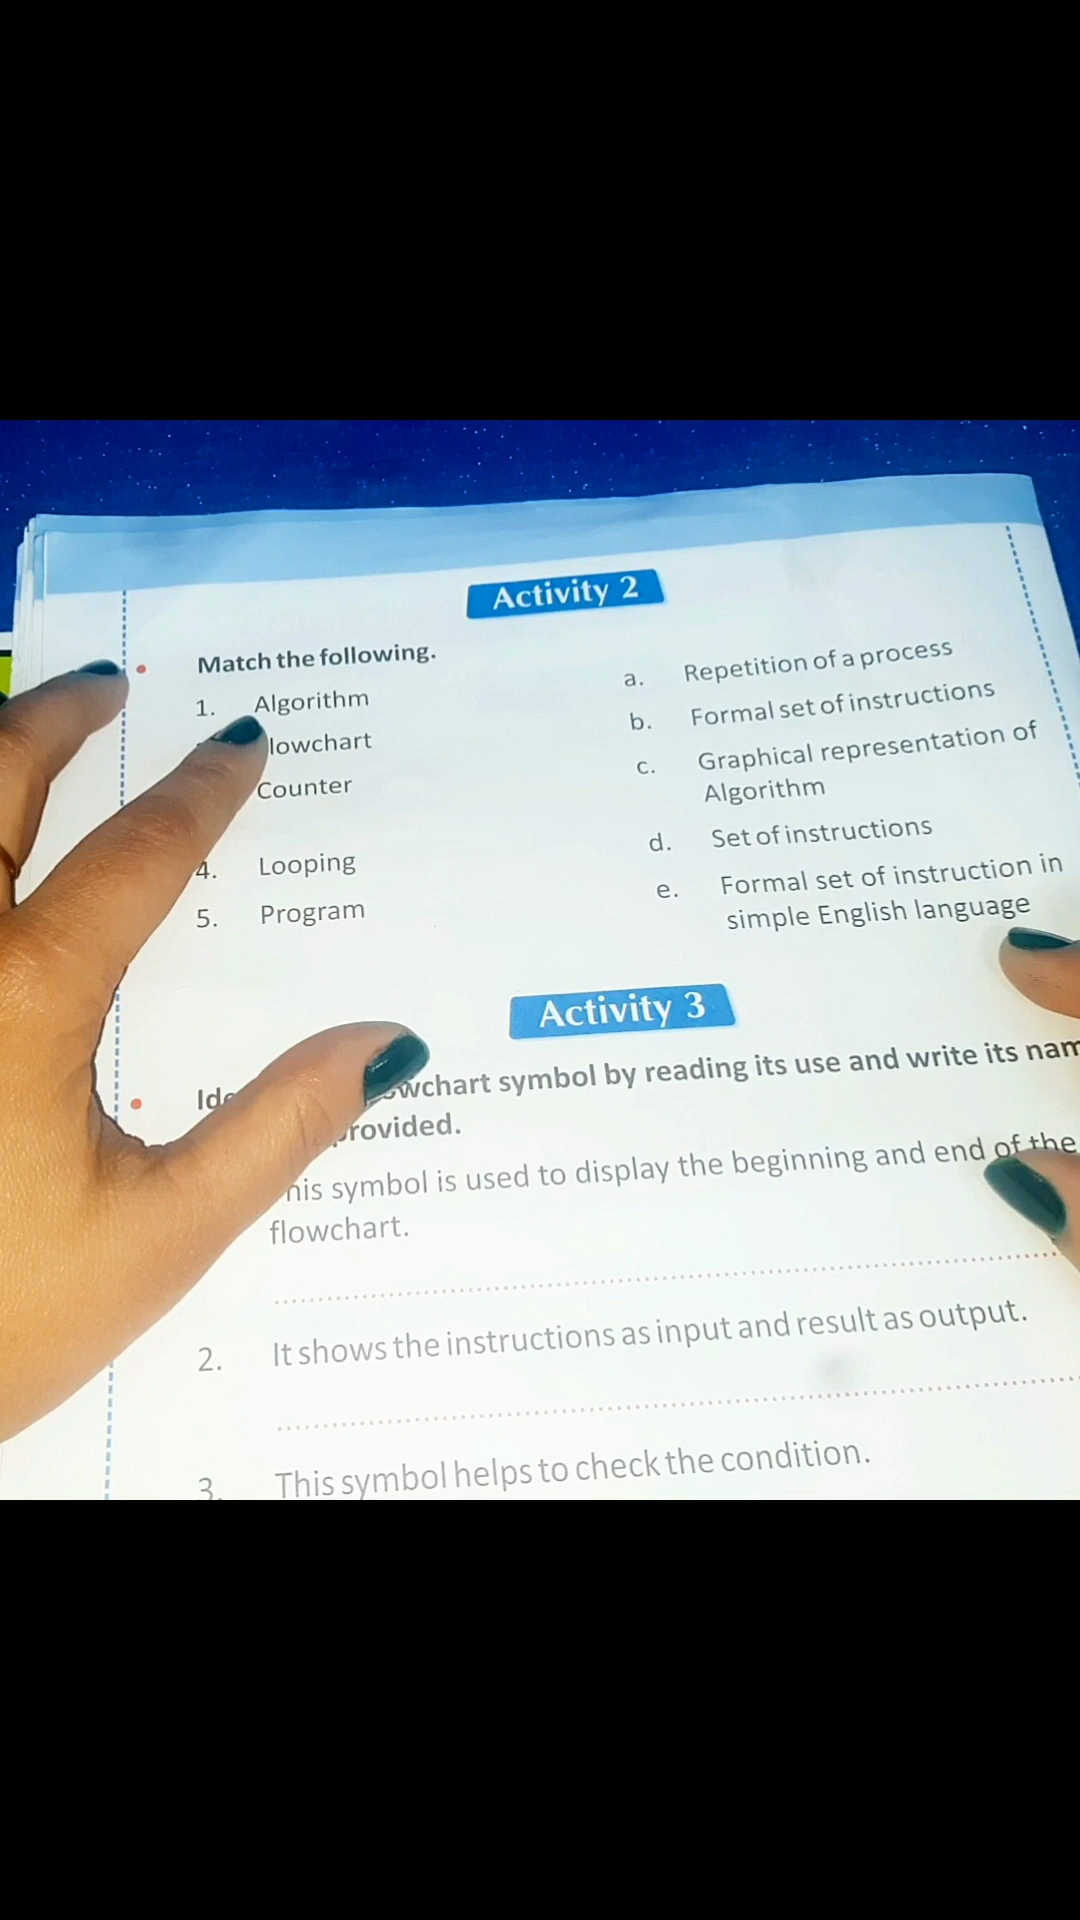 Activity 2
Match the following.
1. Algorithm
lowchart
Counter
4. Looping
5. Program
a. Repetition of a process
b. Formal set of instructions
c. Graphical representation of
Algorithm
d. Set of instructions
e. Formal set of instruction in
simple English language
Activity 3
wchart symbol by reading its use and write its nam
rovided.
his symbol is used to display the beginning and end of the
flowchart.
2. It shows the instructions as input and result as output.
3. This symbol helps to check the condition.